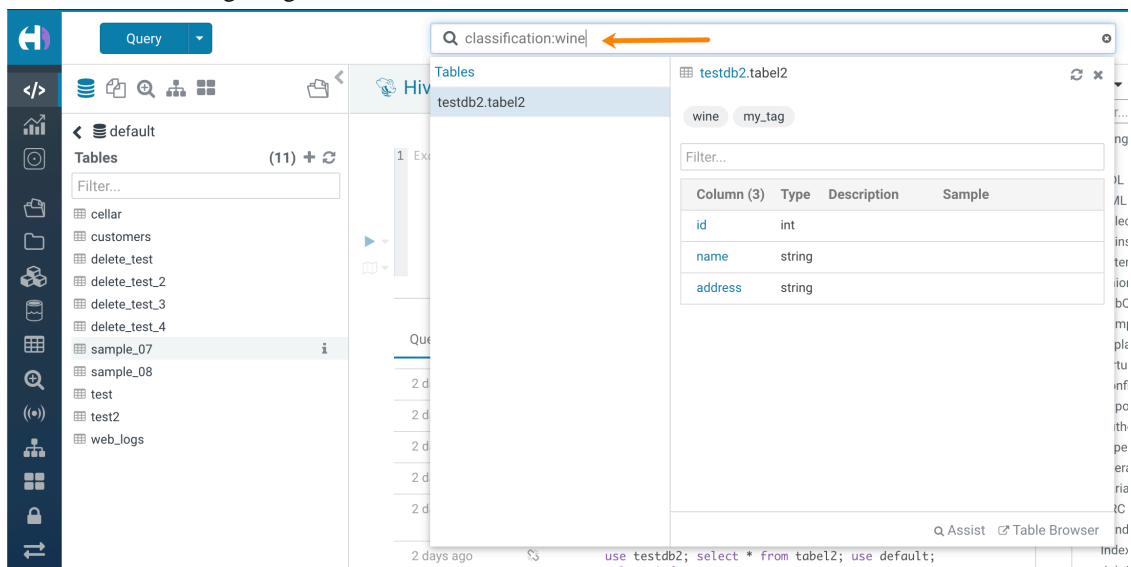 Query
classification:wine
Tables
testdb2.tabel2
testdb2.tabel2
wine my_tag
Filter...
Column (3) Type Description Sample
id int
name string
address string
Assist Table Browser
</>
Hiv
default
Tables (11)
Filter...
cellar
customers
delete_test
delete_test_2
delete_test_3
delete_test_4
sample_07
sample_08
test
test2
web_logs
1
2 days ago use testdb2; select * from tabel2; use default;